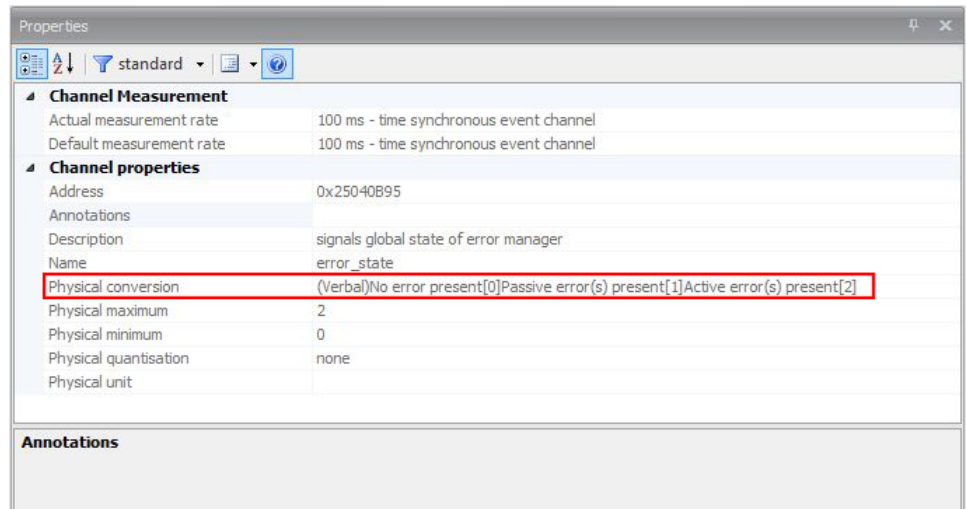 Properties
standard
Channel Measurement
Actual measurement rate 100 ms - time synchronous event channel
Default measurement rate 100 ms - time synchronous event channel
Channel properties
Address 0x25040B95
Annotations
Description signals global state of error manager
Name error_state
Physical conversion (Verbal)No error present[0]Passive error(s) present[1]Active error(s) present[2]
Physical maximum 2
Physical minimum 0
Physical quantisation none
Physical unit
Annotations